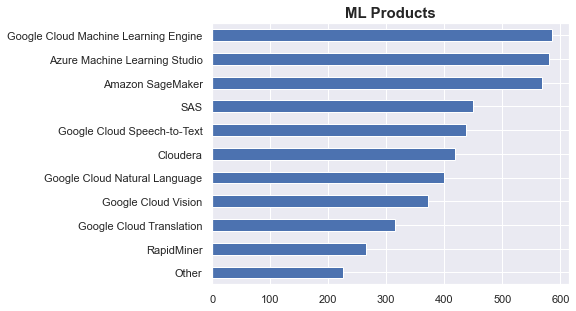 ML Products
Google Cloud Machine Learning Engine
Azure Machine Learning Studio
Amazon SageMaker
SAS
Google Cloud Speech-to-Text
Cloudera
Google Cloud Natural Language
Google Cloud Vision
Google Cloud Translation
RapidMiner
Other
0 100 200 300 400 500 600